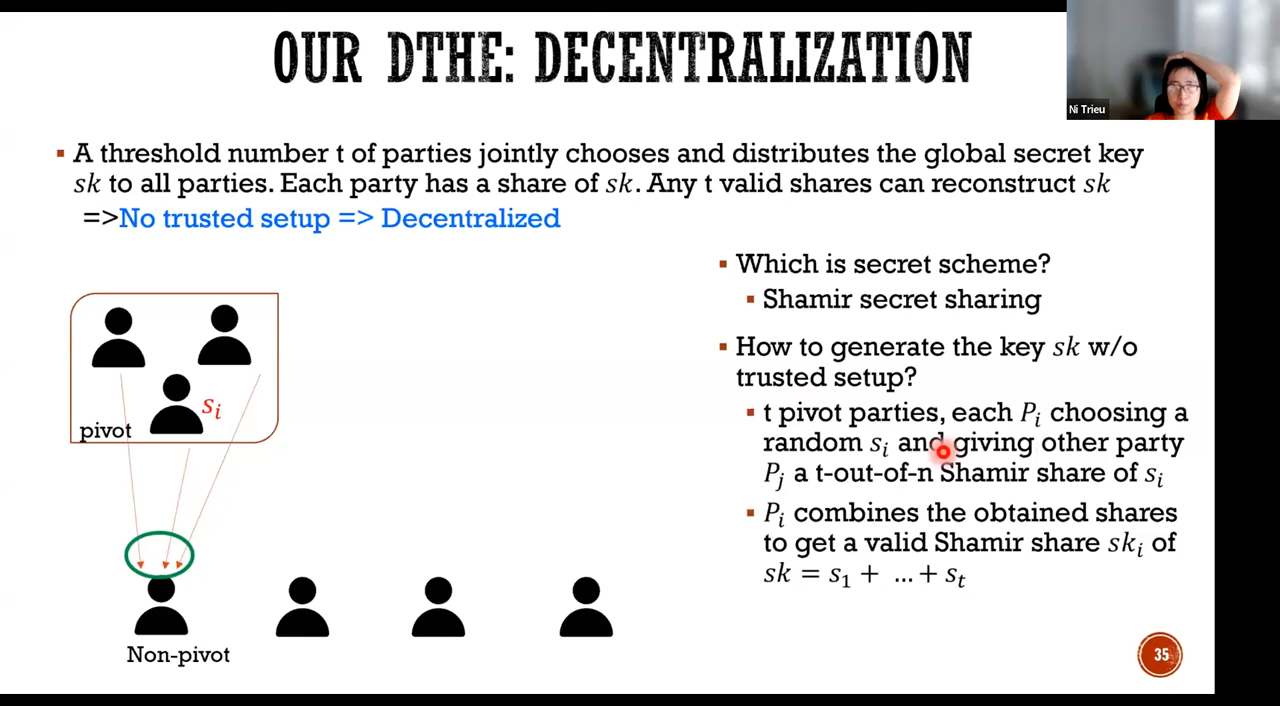 OUR DTHE: DECENTRALIZATION
Ni Trieu
▪ A threshold number t of parties jointly chooses and distributes the global secret key
sk to all parties. Each party has a share of sk. Any t valid shares can reconstruct sk
=>No trusted setup => Decentralized
▪ Which is secret scheme?
▪ Shamir secret sharing
▪ How to generate the key sk w/o
trusted setup?
▪ t pivot parties, each P_i choosing a
random s_i and giving other party
P_j a t-out-of-n Shamir share of s_i
▪ P_i combines the obtained shares
to get a valid Shamir share sk_i of
sk = s_1 + … + s_t
s_i
pivot
Non-pivot
35